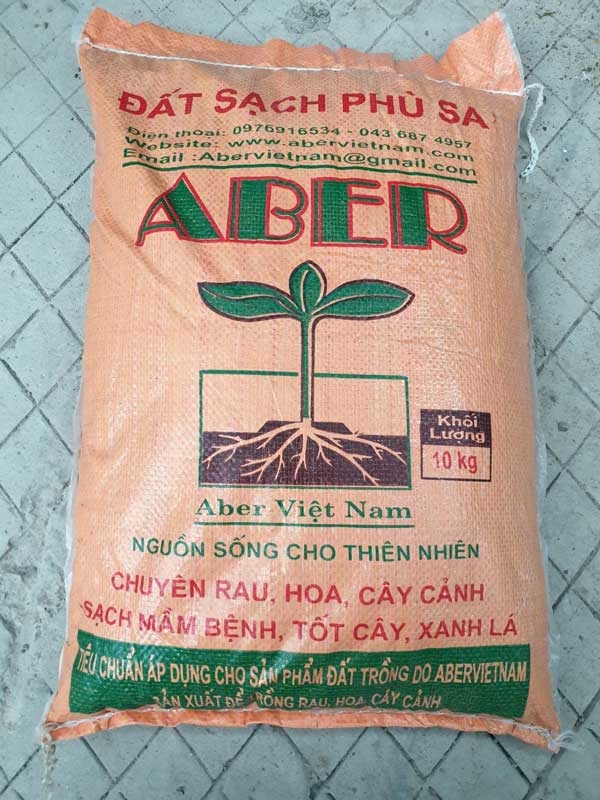 ĐẤT SẠCH PHÙ SA
Điện thoại: 0976916534 - 043 687 4957
Website: www.abervietnam.com
Email :Abervietnam@gmail.com
ABER
Khối
Lượng
10 kg
Aber Việt Nam
NGUỒN SỐNG CHO THIÊN NHIÊN
CHUYÊN RAU, HOA, CÂY CẢNH
SẠCH MẦM BỆNH, TỐT CÂY, XANH LÁ
TIÊU CHUẨN ÁP DỤNG CHO SẢN PHẨM ĐẤT TRỒNG DO ABERVIETNAM
SẢN XUẤT ĐỂ TRỒNG RAU, HOA, CÂY CẢNH